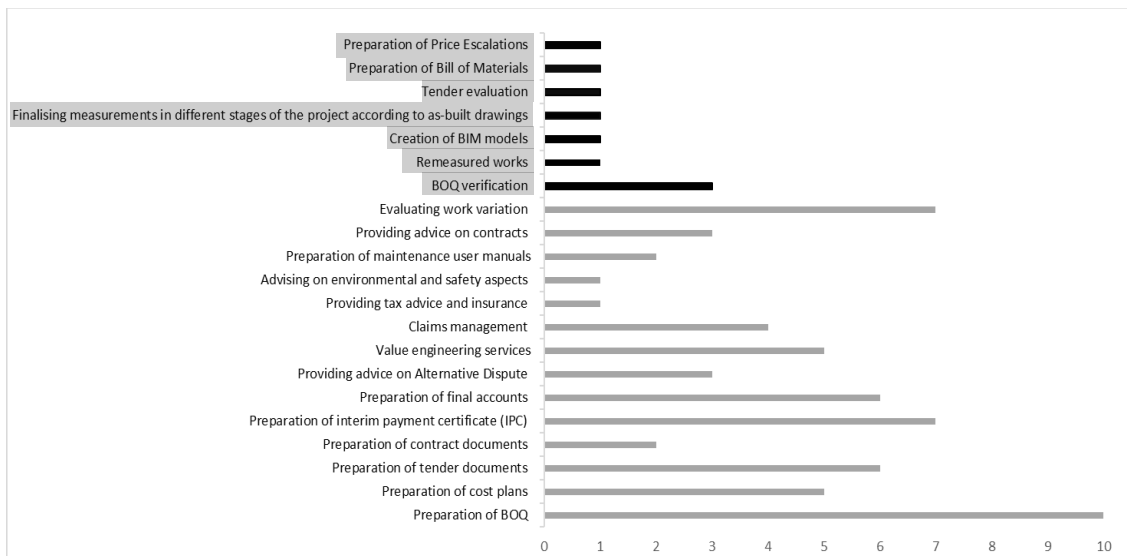 Preparation of Price Escalations
Preparation of Bill of Materials
Tender evaluation
Finalising measurements in different stages of the project according to as-built drawings
Creation of BIM models
Remeasured works
BOQ verification
Evaluating work variation
Providing advice on contracts
Preparation of maintenance user manuals
Advising on environmental and safety aspects
Providing tax advice and insurance
Claims management
Value engineering services
Providing advice on Alternative Dispute
Preparation of final accounts
Preparation of interim payment certificate (IPC)
Preparation of contract documents
Preparation of tender documents
Preparation of cost plans
Preparation of BOQ
0 1 2 3 4 5 6 7 8 9 10